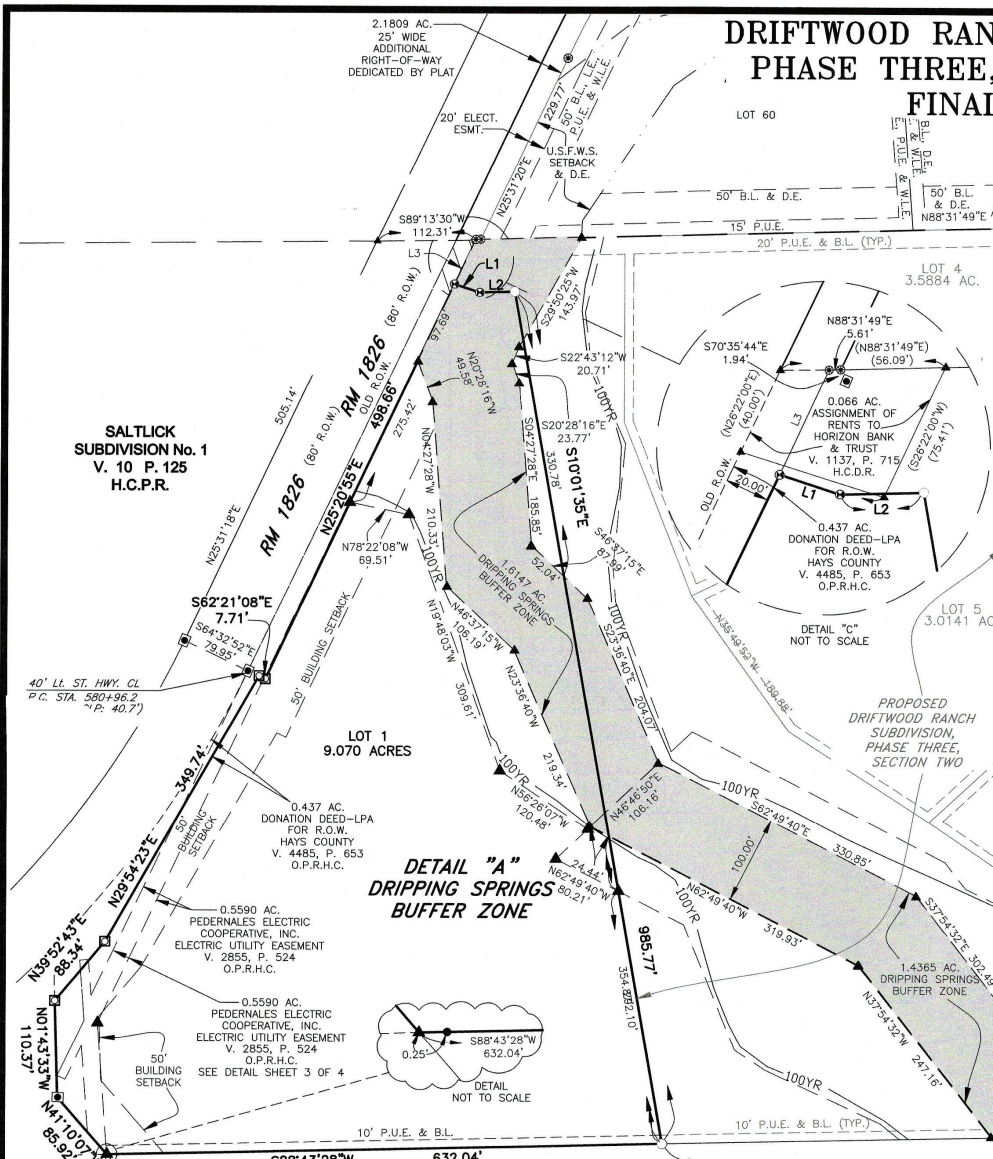 DRIFTWOOD RAN
PHASE THREE,
FINAL
2.1809 AC.
25' WIDE
ADDITIONAL
RIGHT-OF-WAY
DEDICATED BY PLAT
20' ELECT.
ESMT.
229.77'
50' B.L., L.E.,
P.U.E. & W.L.E.
N25°31'20"E
U.S.F.W.S.
SETBACK
& D.E.
LOT 60
B.L., D.E.,
& W.L.E.
E. P.U.E. & W.L.E.
50' B.L. & D.E.
50' B.L.
& D.E.
N88°31'49"E
15' P.U.E.
20' P.U.E. & B.L. (TYP.)
S89°13'30"W
112.31'
L3
L1
L2
S29°50'25"W
143.97'
LOT 4
3.5884 AC.
N88°31'49"E
5.61'
(N88°31'49"E)
(56.09')
S70°35'44"E
1.94'
(N26°22'00"E)
(40.00')
L3
0.066 AC.
ASSIGNMENT OF
RENTS TO
HORIZON BANK
& TRUST
V. 1137, P. 715
H.C.D.R.
(S26°22'00"W)
(75.41')
OLD R.O.W.
20.00'
L1
L2
0.437 AC.
DONATION DEED-LPA
FOR R.O.W.
HAYS COUNTY
V. 4485, P. 653
O.P.R.H.C.
DETAIL "C"
NOT TO SCALE
LOT 5
3.0141 AC
97.69'
RM 1826 (80' R.O.W.)
OLD R.O.W.
498.66'
275.42'
N20°28'16"W
49.58'
S22°43'12"W
20.71'
S20°28'16"E
23.77'
100YR
S04°27'28"E
185.85'
330.78'
S10°01'35"E
505.14'
SALTLICK
SUBDIVISION No. 1
V. 10 P. 125
H.C.P.R.
N25°31'18"E
RM 1826 (80' R.O.W.)
N25°20'55"E
N04°27'28"W
210.33'
N78°22'08"W
69.51'
100YR
1.6147 AC.
DRIPPING SPRINGS
BUFFER ZONE
52.04'
S46°37'15"E
87.99'
100YR
S62°21'08"E
7.71'
S64°32'52"E
79.95'
50' BUILDING SETBACK
N19°48'03"W
309.61'
N46°37'15"W
106.19'
S23°36'40"E
204.07'
N23°36'40"W
219.34'
N35°49'52"W
189.88'
40' Lt. ST. HWY. CL
P.C. STA. 580+96.2
40.7')
LOT 1
9.070 ACRES
PROPOSED
DRIFTWOOD RANCH
SUBDIVISION,
PHASE THREE,
SECTION TWO
349.74'
50'
BUILDING
SETBACK
0.437 AC.
DONATION DEED-LPA
FOR R.O.W.
HAYS COUNTY
V. 4485, P. 653
O.P.R.H.C.
100YR
N56°26'07"W
120.48'
N46°46'50"E
106.16'
100YR
S62°49'40"E
330.85'
100.00'
N29°54'23"E
DETAIL "A"
DRIPPING SPRINGS
BUFFER ZONE
24.44'
N62°49'40"W
80.21'
N62°49'40"W
319.93'
100YR
S37°54'32"E
302.49'
0.5590 AC.
PEDERNALES ELECTRIC
COOPERATIVE, INC.
ELECTRIC UTILITY EASEMENT
V. 2855, P. 524
O.P.R.H.C.
N39°52'43"E
88.34'
985.77'
1.4365 AC.
DRIPPING SPRINGS
BUFFER ZONE
0.5590 AC.
PEDERNALES ELECTRIC
COOPERATIVE, INC.
ELECTRIC UTILITY EASEMENT
V. 2855, P. 524
O.P.R.H.C.
SEE DETAIL SHEET 3 OF 4
N37°54'32"W
247.16'
N01°43'33"W
110.37'
50'
BUILDING
SETBACK
0.25'
S88°43'28"W
632.04'
DETAIL
NOT TO SCALE
100YR
N41°10'07"
85.92'
10' P.U.E. & B.L.
10' P.U.E. & B.L. (TYP.)
632.04'